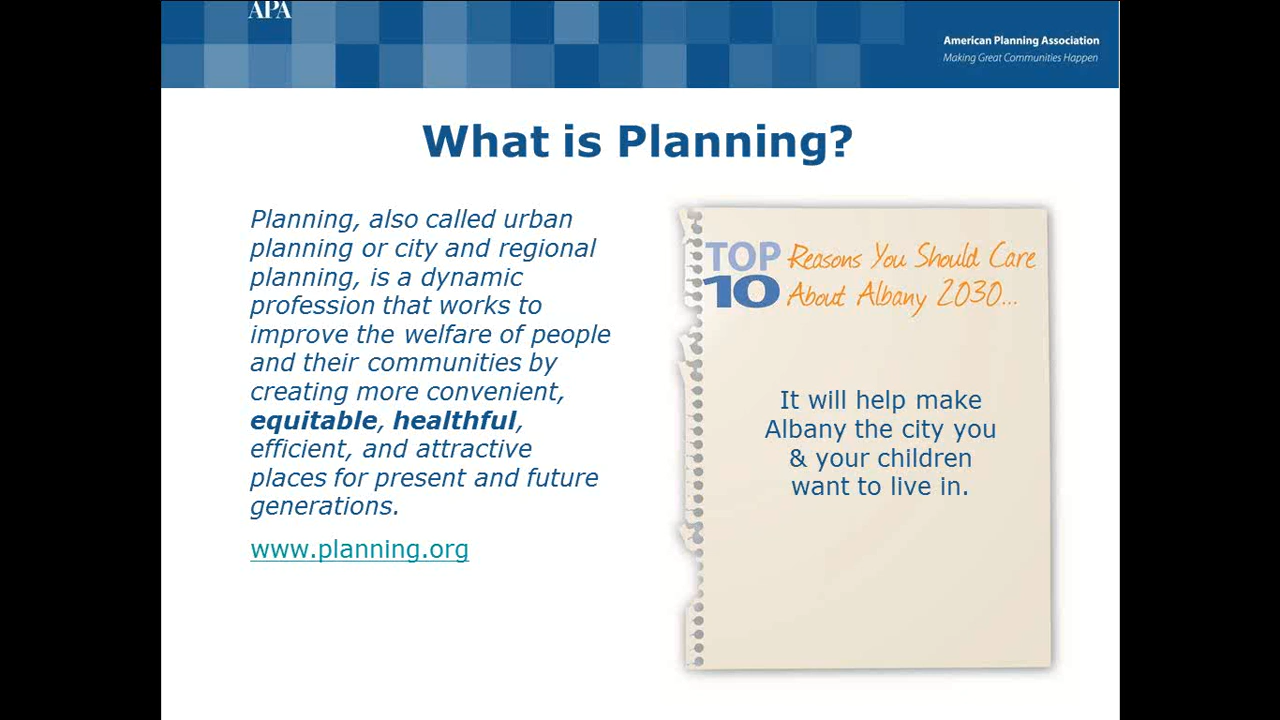 APA
American Planning Association
Making Great Communities Happen
What is Planning?
Planning, also called urban
planning or city and regional
planning, is a dynamic
profession that works to
improve the welfare of people
and their communities by
creating more convenient,
equitable, healthful,
efficient, and attractive
places for present and future
generations.
www.planning.org
TOP 10 Reasons You Should Care
About Albany 2030...
It will help make
Albany the city you
& your children
want to live in.